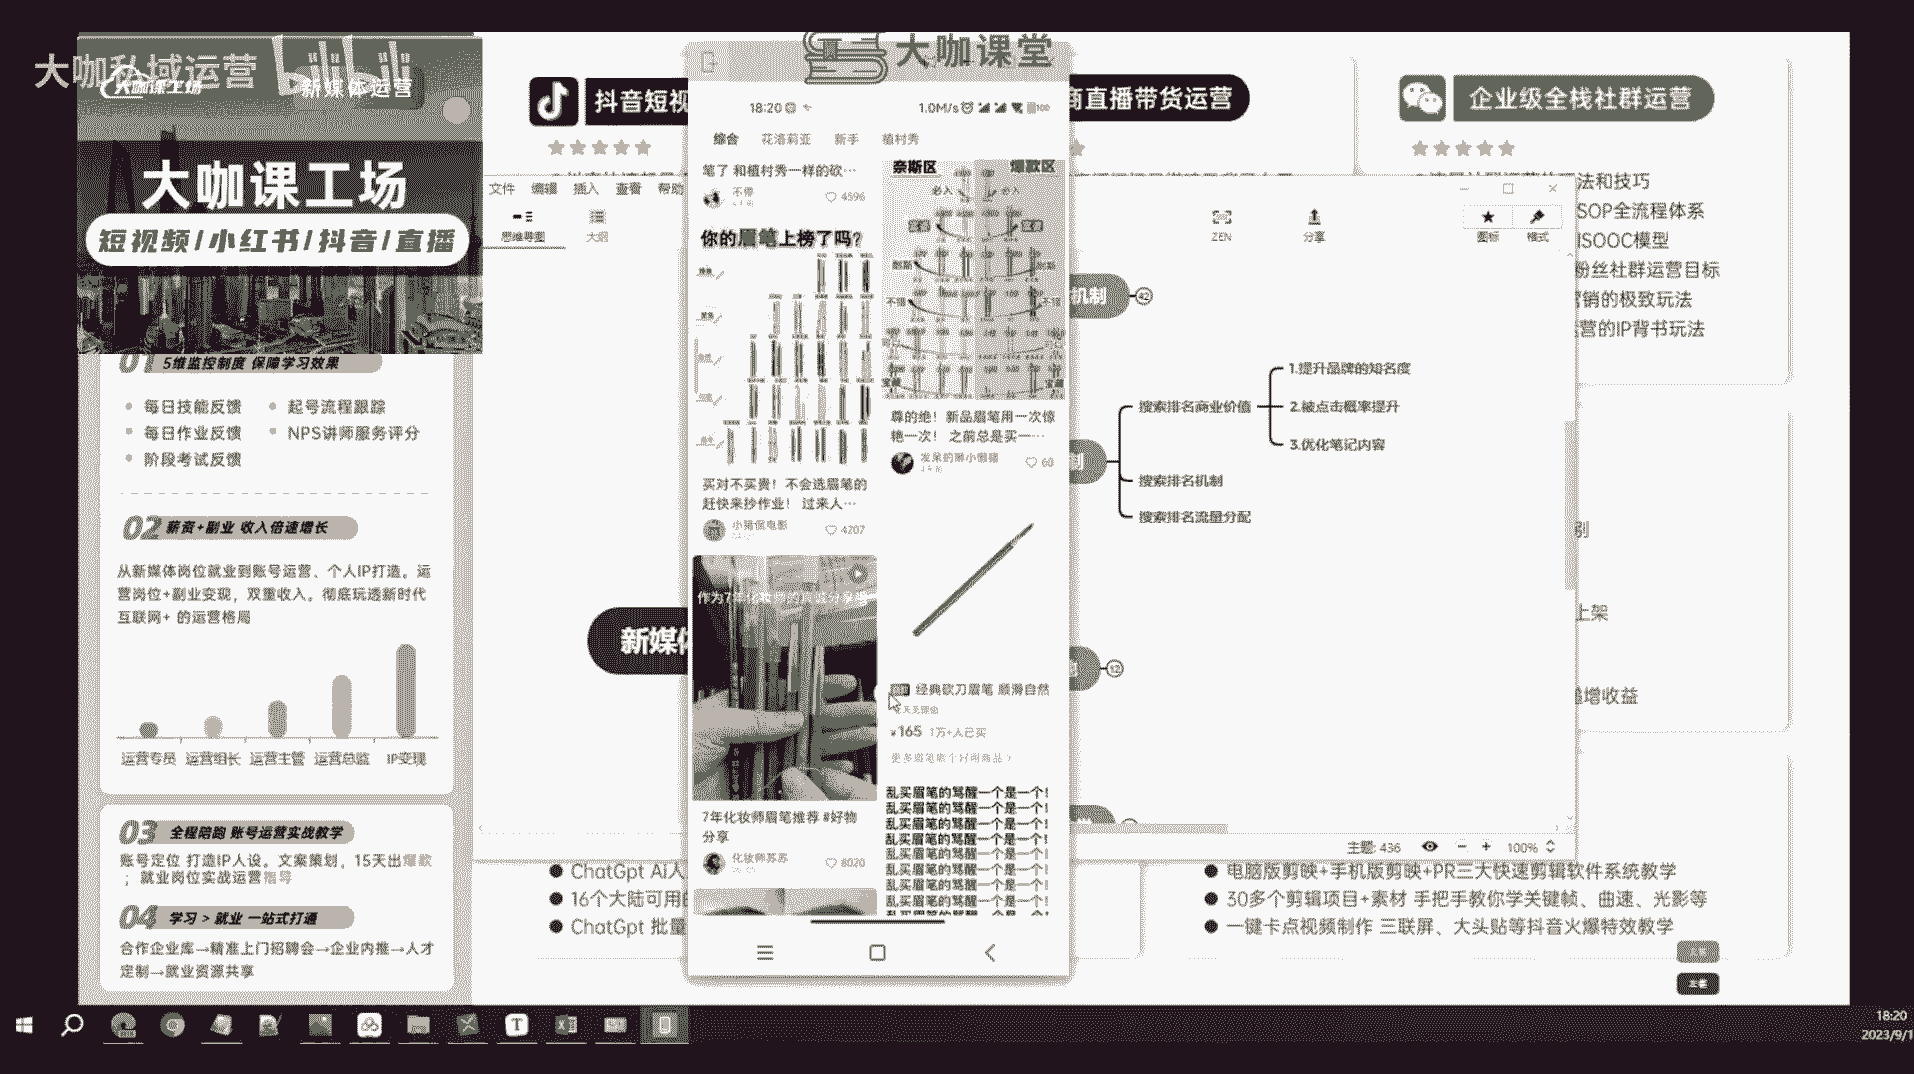 大咖私域运营
大咖课工场
新媒体运营
大咖课工场
短视频/小红书/抖音/直播
01 5维监控制度 保障学习效果
每日技能反馈
起号流程跟踪
每日作业反馈
NPS讲师服务评分
阶段考试反馈
02 薪资+副业 收入倍速增长
从新媒体岗位就业到账号运营、个人IP打造。运
营岗位+副业变现，双重收入。彻底玩透新时代
互联网+ 的运营格局
运营专员 运营组长 运营主管 运营总监 IP变现
03 全程陪跑 账号运营实战教学
账号定位 打造IP人设。文案策划，15天出爆款
；就业岗位实战运营指导
04 学习 > 就业 一站式打通
合作企业库→精准上门招聘会→企业内推→人才
定制→就业资源共享
抖音短视
商直播带货运营
企业级全栈社群运营
法和技巧
SOP全流程体系
ISOOC模型
粉丝社群运营目标
营销的极致玩法
运营的IP背书玩法
别
上架
增收益
文件 编辑 插入 查看 帮助
思维导图 大纲
ZEN 分享 图标 格式
机制 42
制
搜索排名商业价值
1.提升品牌的知名度
2.被点击概率提升
3.优化笔记内容
搜索排名机制
搜索排名流量分配
新媒体
12
主题: 436
100%
大咖课堂
18:20
1.0M/s
100
综合 花洛莉亚 新手 植村秀
笔了 和植村秀一样的砍…
不停
4596
你的眉笔上榜了吗?
买对不买贵！不会选眉笔的
赶快来抄作业！ 过来人…
小猪侃电影
4207
作为7年化妆师
7年化妆师眉笔推荐 #好物
分享
化妆师苏苏
8020
奈斯区 爆款区
必入 必入
耐斯 耐斯
不错 不错
宝藏 宝藏
尊的绝！新品眉笔用一次惊
艳一次！ 之前总是买一…
发呆的琳小懒猪
60
经典砍刀眉笔 顺滑自然
¥165 1万+人已买
乱买眉笔的骂醒一个是一个!
乱买眉笔的骂醒一个是一个!
乱买眉笔的骂醒一个是一个!
乱买眉笔的骂醒一个是一个!
乱买眉笔的骂醒一个是一个!
乱买眉笔的骂醒一个是一个!
乱买眉笔的骂醒一个是一个!
乱买眉笔的骂醒一个是一个!
ChatGpt AI人
16个大陆可用的
ChatGpt 批量
电脑版剪映+手机版剪映+PR三大快速剪辑软件系统教学
30多个剪辑项目+素材 手把手教你学关键帧、曲速、光影等
一键卡点视频制作 三联屏、大头贴等抖音火爆特效教学
18:20
2023/9/1